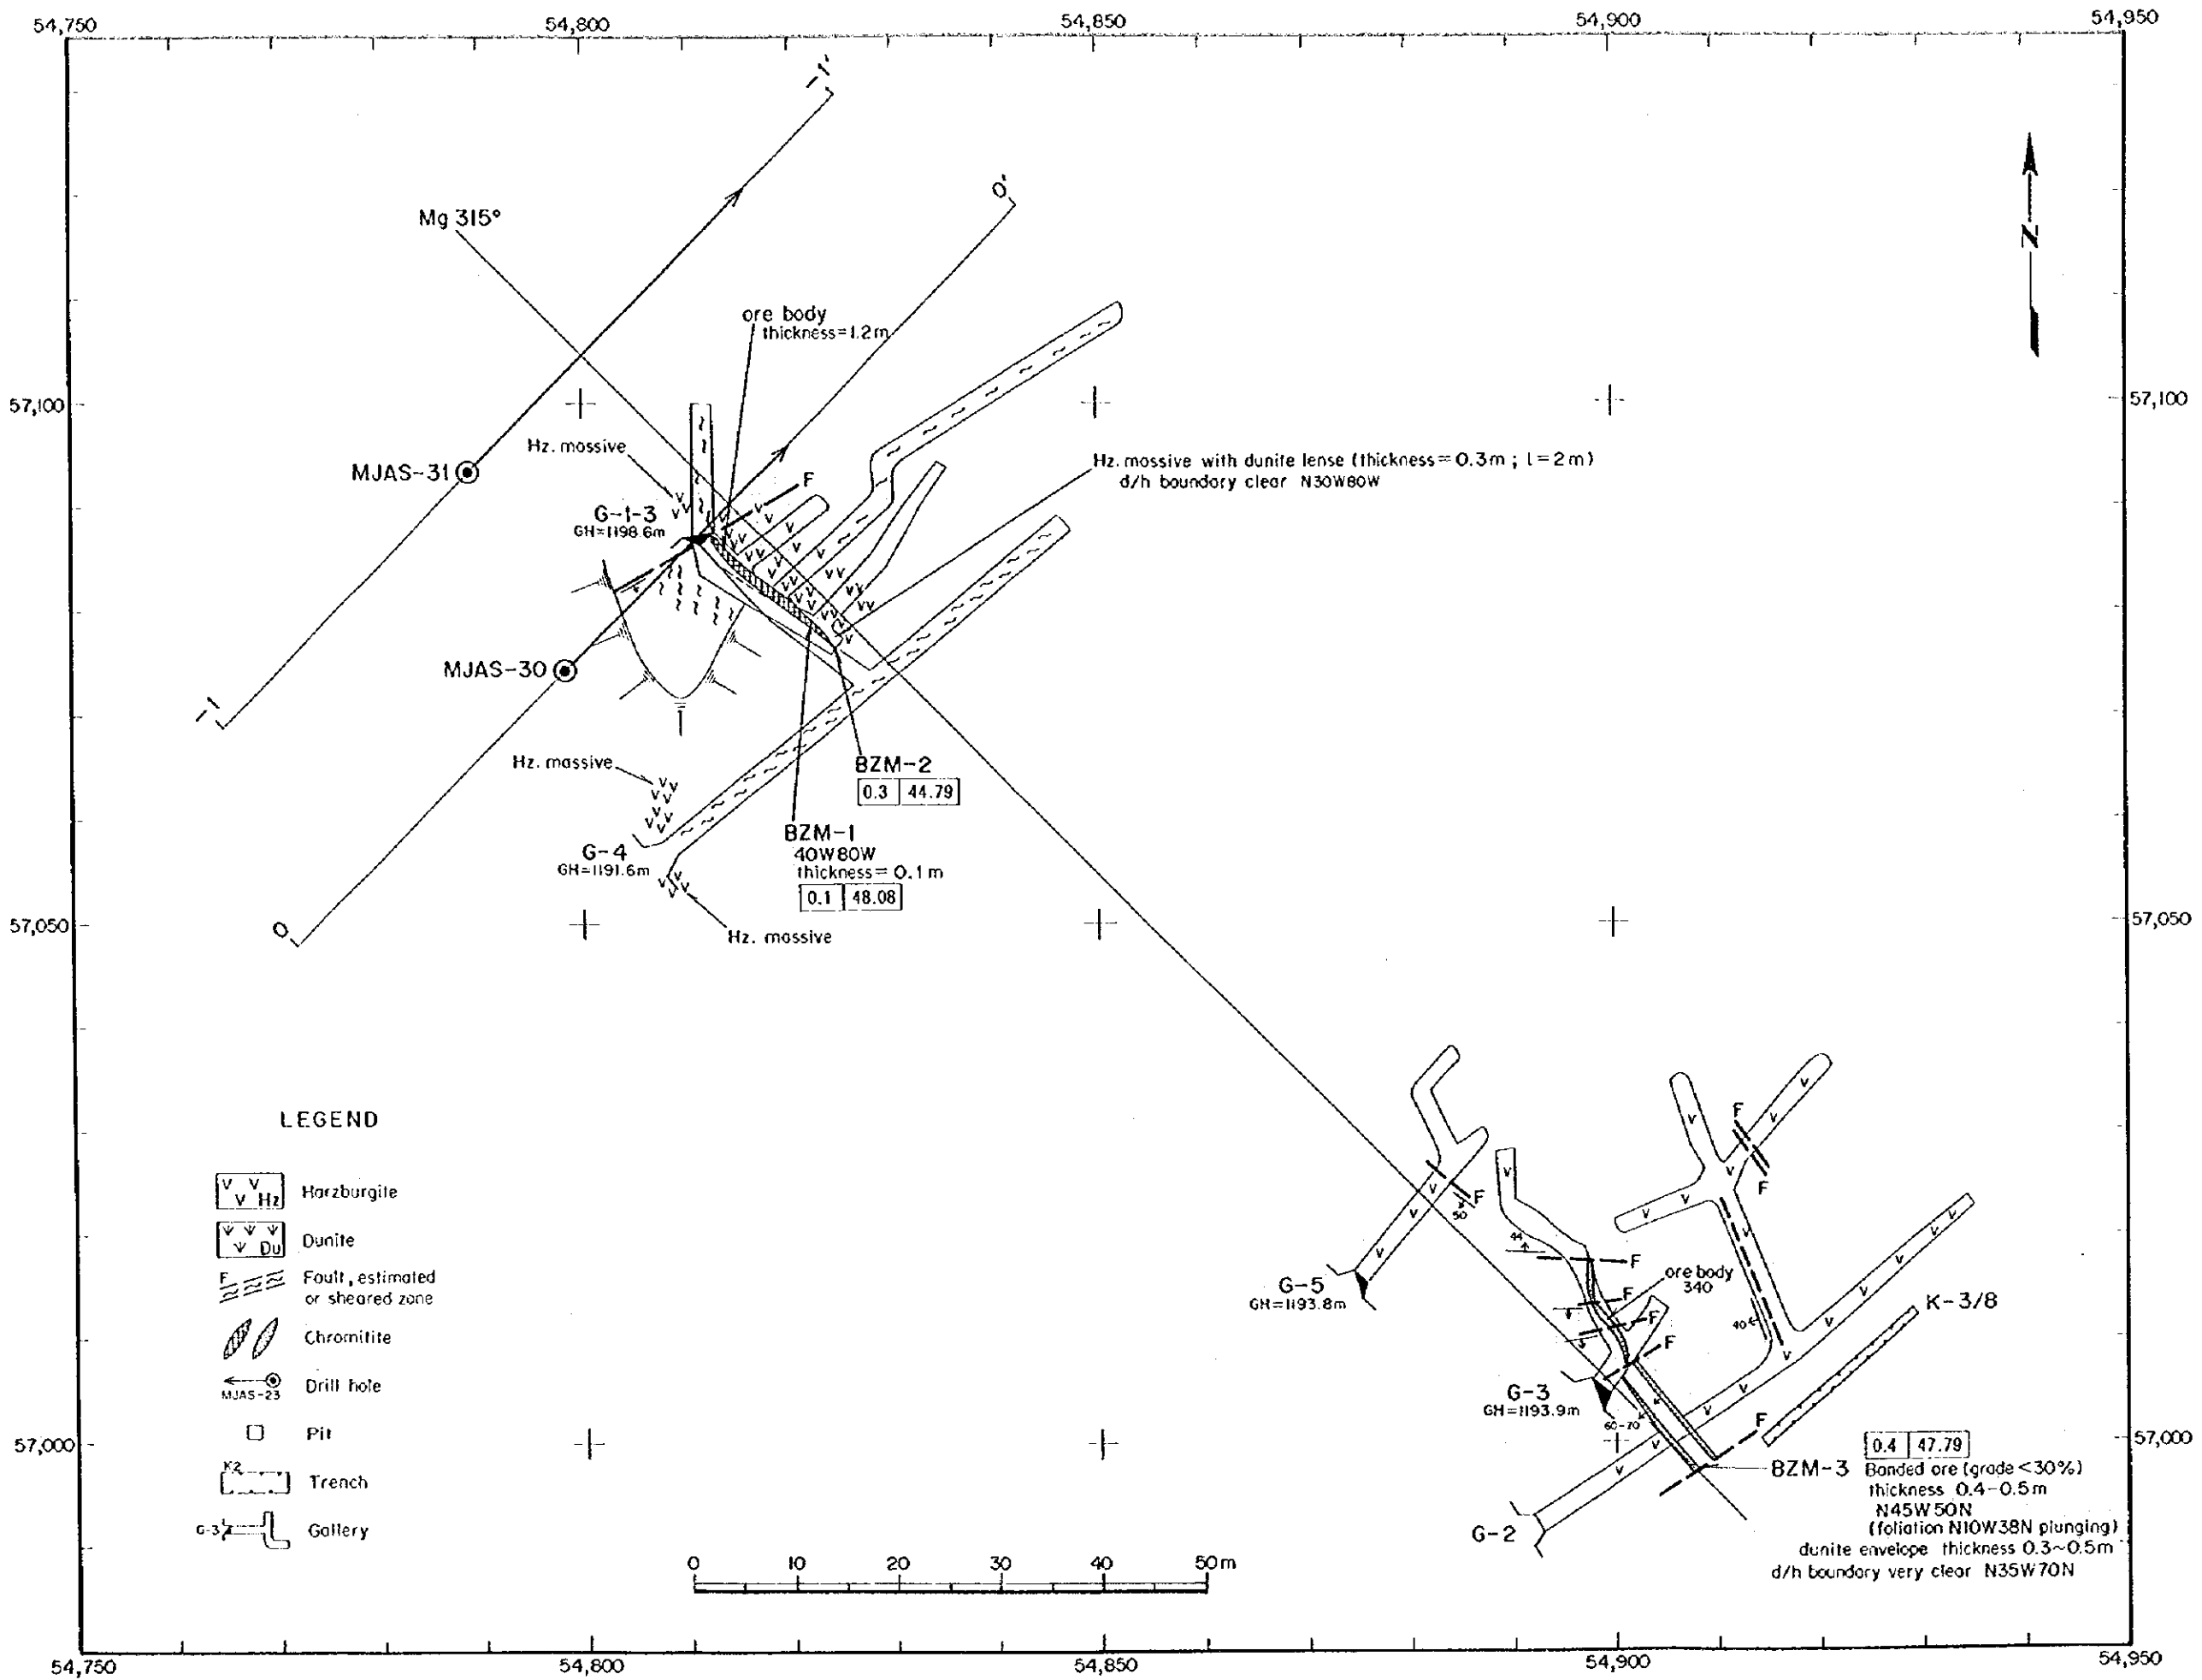 54,750 54,800 54,850 54,900 54,950
-1'
0'
Mg 315°
N
ore body
thickness=1.2m
57,100 57,100
Hz. massive
F
Hz. massive with dunite lense (thickness=0.3m ; l=2m)
d/h boundary clear N30W80W
MJAS-31
G-1-3
GH=1198.6m
MJAS-30
-1
Hz. massive
BZM-2
0.3 44.79
BZM-1
40W80W
thickness=0.1m
0.1 48.08
G-4
GH=1191.6m
Hz. massive
0
57,050 57,050
LEGEND
V V V Hz Harzburgite
Du Dunite
F Foult, estimated
or sheared zone
Chromitite
MJAS-23 Drill hole
Pit
K2 Trench
G-3 Gallery
F
F
F
50
44
F
G-5
GH=1193.8m
ore body
340
F
F
F
40
K-3/8
G-3
GH=1193.9m
60-70
F
57,000 57,000
0.4 47.79
BZM-3 Banded ore (grade<30%)
thickness 0.4-0.5m
N45W50N
(foliation N10W38N plunging)
dunite envelope thickness 0.3~0.5m
d/h boundary very clear N35W70N
G-2
0 10 20 30 40 50m
54,750 54,800 54,850 54,900 54,950